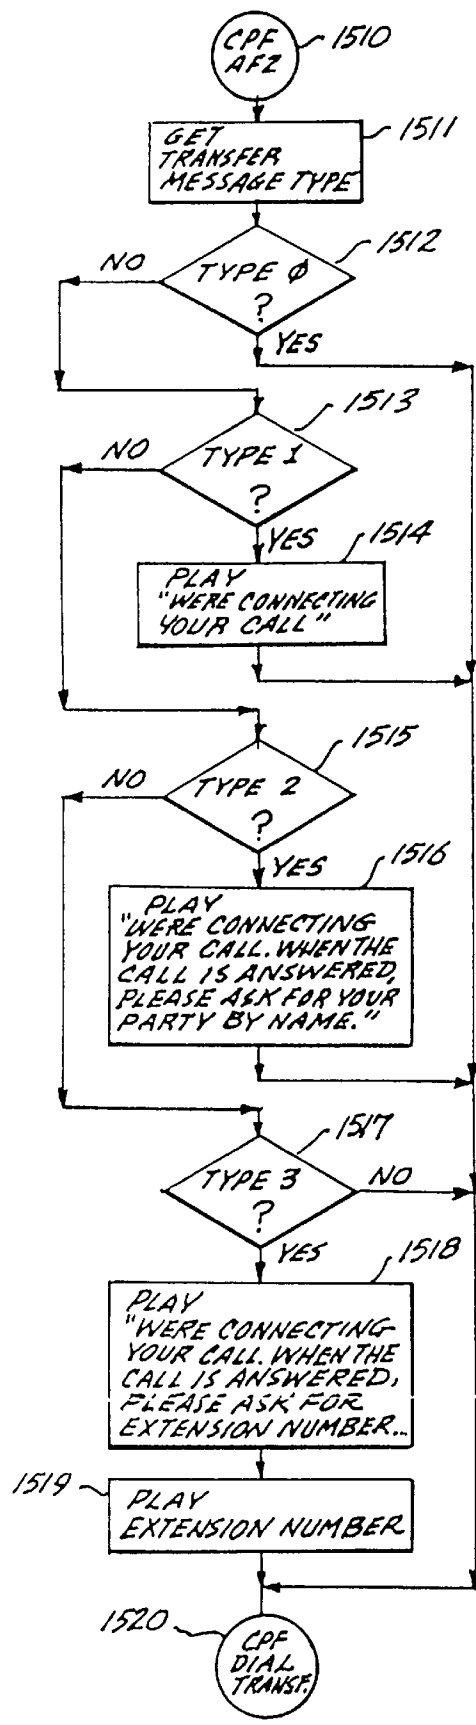 CPF
AFZ
1510
GET
TRANSFER
MESSAGE TYPE
1511
TYPE Ø
?
1512
NO
YES
TYPE 1
?
1513
NO
YES
PLAY
"WERE CONNECTING
YOUR CALL"
1514
TYPE 2
?
1515
NO
YES
PLAY
"WERE CONNECTING
YOUR CALL. WHEN THE
CALL IS ANSWERED,
PLEASE ASK FOR YOUR
PARTY BY NAME."
1516
TYPE 3
?
1517
NO
YES
PLAY
"WERE CONNECTING
YOUR CALL. WHEN THE
CALL IS ANSWERED,
PLEASE ASK FOR
EXTENSION NUMBER...
1518
1519
PLAY
EXTENSION NUMBER
1520
CPF
DIAL
TRANSF.